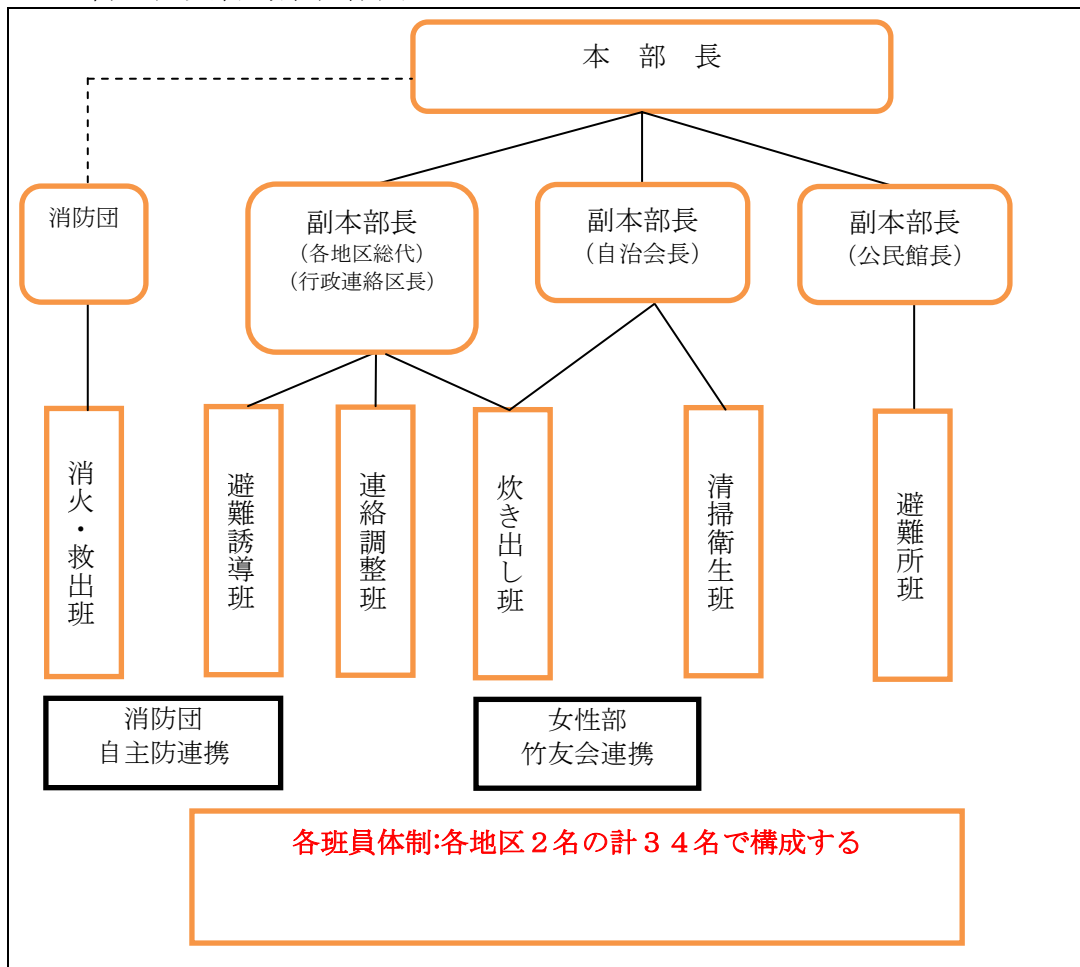 本　部　長
消防団
副本部長
（各地区総代）
（行政連絡区長）
副本部長
（自治会長）
副本部長
（公民館長）
消火・救出班
避難誘導班
連絡調整班
炊き出し班
清掃衛生班
避難所班
消防団
自主防連携
女性部
竹友会連携
各班員体制:各地区２名の計３４名で構成する